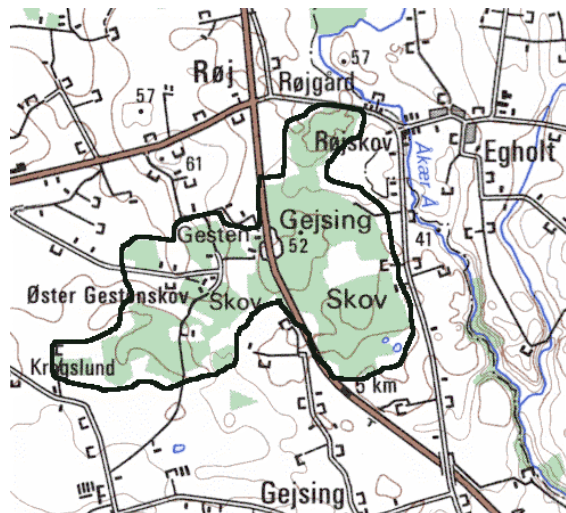 57
Røj
Røjgård
57
Røjskov
Egholt
Åkær Å
61
Gejsing
Gesten
52
41
Øster Gestenskov
Skov
Skov
Krogslund
5 km
Gejsing